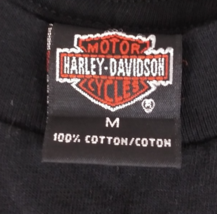 MOTOR
HARLEY-DAVIDSON
CYCLES
®
M
100% COTTON/COTON